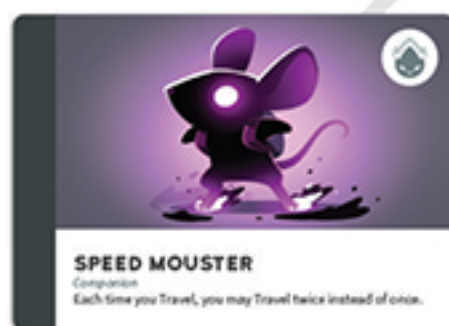 SPEED MOUSTER
Companion
Each time you Travel, you may Travel twice instead of once.